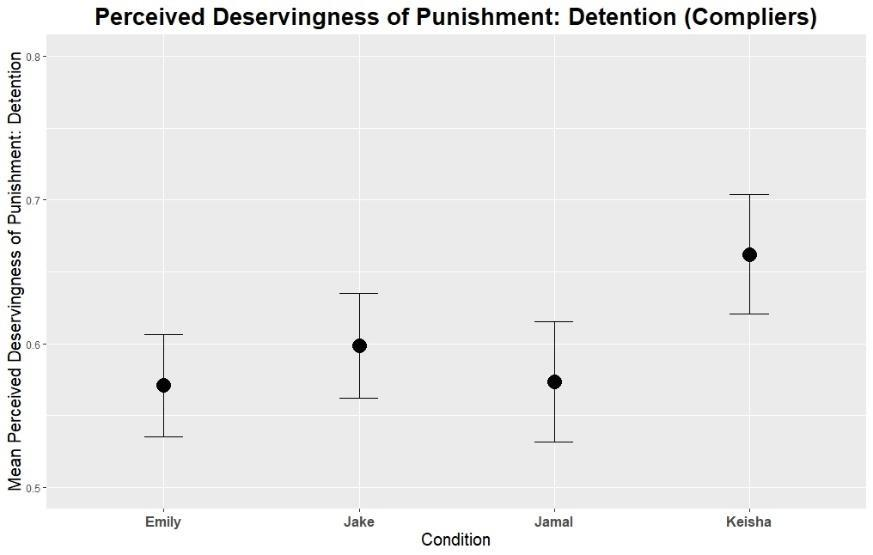 Perceived Deservingness of Punishment: Detention (Compliers)
Mean Perceived Deservingness of Punishment: Detention
0.8
0.7
0.6
0.5
Emily Jake Jamal Keisha
Condition